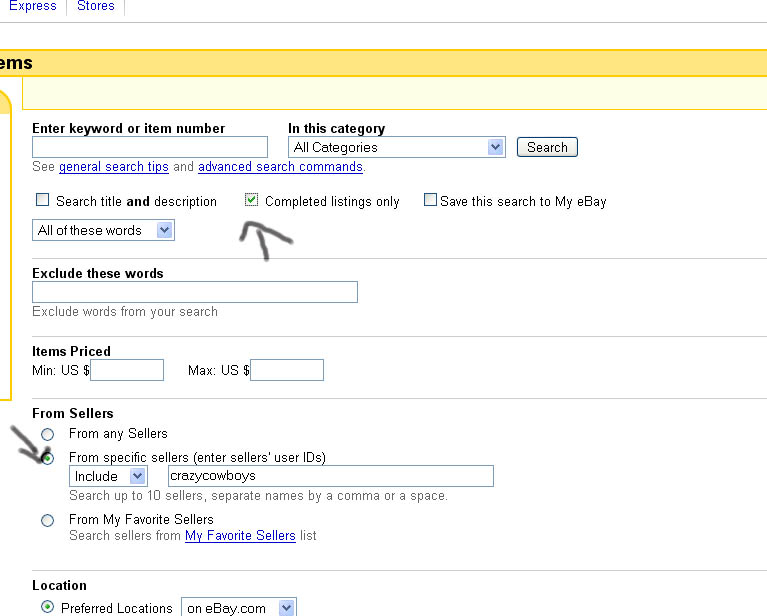 Express Stores
ems
Enter keyword or item number In this category
All Categories Search
See general search tips and advanced search commands.
Search title and description Completed listings only Save this search to My eBay
All of these words
Exclude these words
Exclude words from your search
Items Priced
Min: US $ Max: US $
From Sellers
From any Sellers
From specific sellers (enter sellers' user IDs)
Include crazycowboys
Search up to 10 sellers, separate names by a comma or a space.
From My Favorite Sellers
Search sellers from My Favorite Sellers list
Location
Preferred Locations on eBay.com